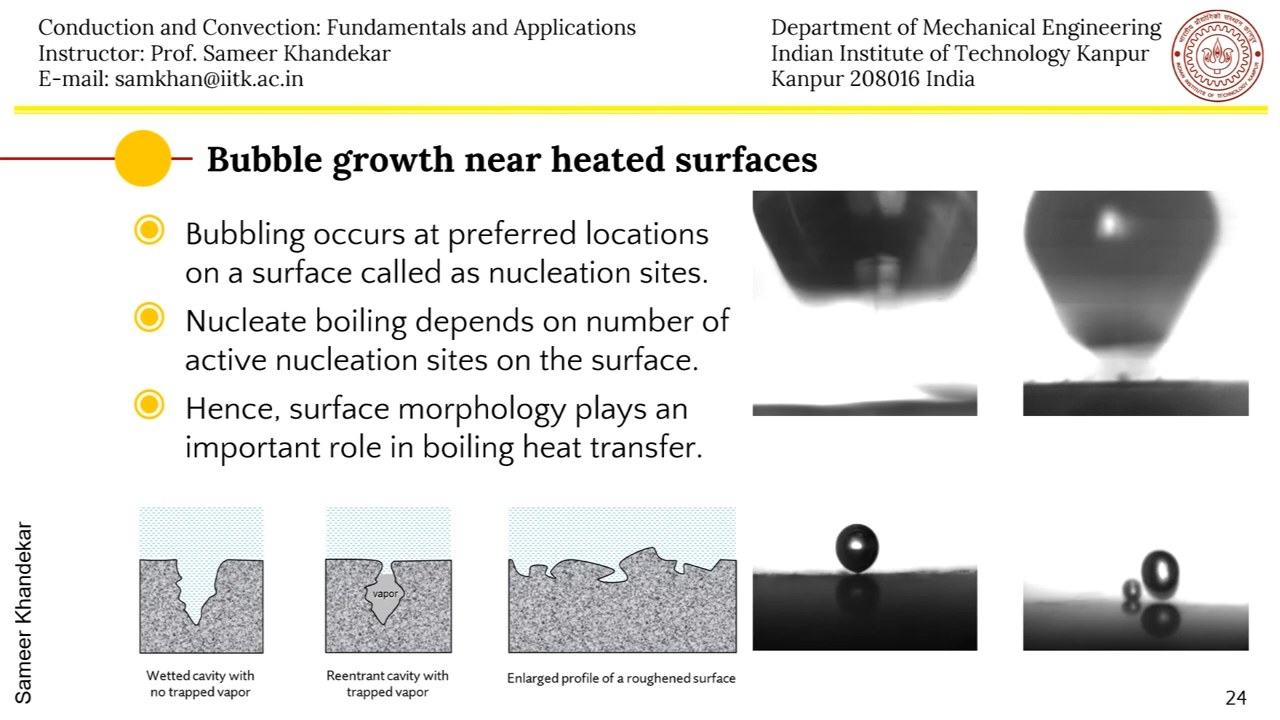 Conduction and Convection: Fundamentals and Applications
Instructor: Prof. Sameer Khandekar
E-mail: samkhan@iitk.ac.in
Department of Mechanical Engineering
Indian Institute of Technology Kanpur
Kanpur 208016 India
Bubble growth near heated surfaces
Bubbling occurs at preferred locations
on a surface called as nucleation sites.
Nucleate boiling depends on number of
active nucleation sites on the surface.
Hence, surface morphology plays an
important role in boiling heat transfer.
vapor
Wetted cavity with
no trapped vapor
Reentrant cavity with
trapped vapor
Enlarged profile of a roughened surface
Sameer Khandekar
24